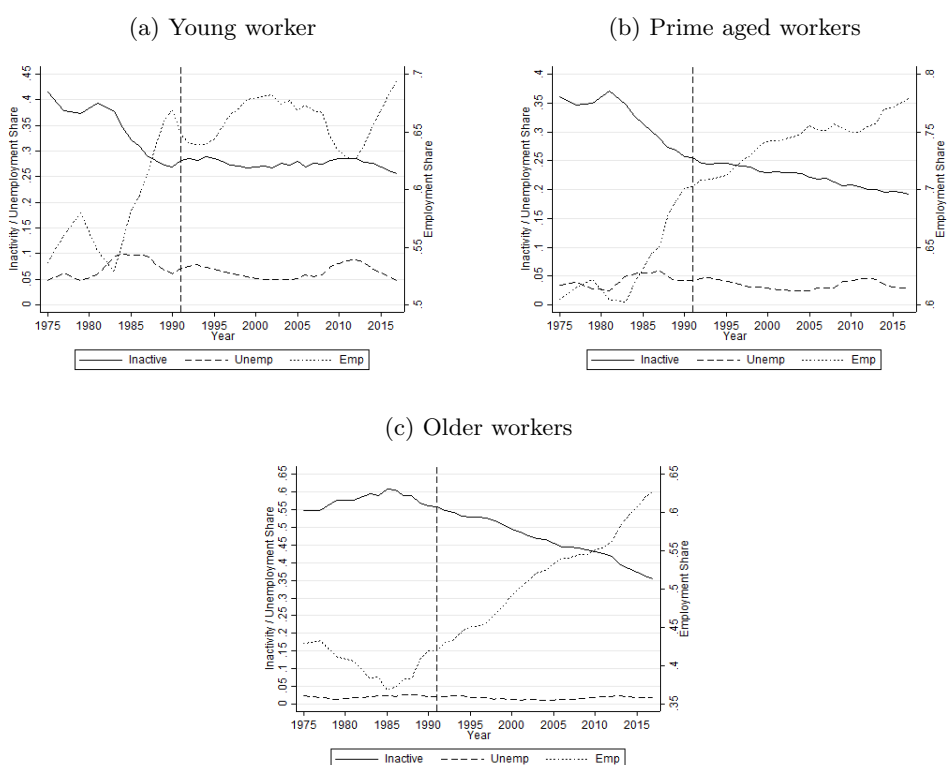 (a) Young worker
Inactivity / Unemployment Share
0 .05 .1 .15 .2 .25 .3 .35 .4 .45
Employment Share
.5 .55 .6 .65 .7
1975 1980 1985 1990 1995 2000 2005 2010 2015
Year
Inactive Unemp Emp
(b) Prime aged workers
Inactivity / Unemployment Share
0 .05 .1 .15 .2 .25 .3 .35 .4
Employment Share
.6 .65 .7 .75 .8
1975 1980 1985 1990 1995 2000 2005 2010 2015
Year
Inactive Unemp Emp
(c) Older workers
Inactivity / Unemployment Share
0 .05 .1 .15 .2 .25 .3 .35 .4 .45 .5 .55 .6 .65
Employment Share
.35 .4 .45 .5 .55 .6 .65
1975 1980 1985 1990 1995 2000 2005 2010 2015
Year
Inactive Unemp Emp